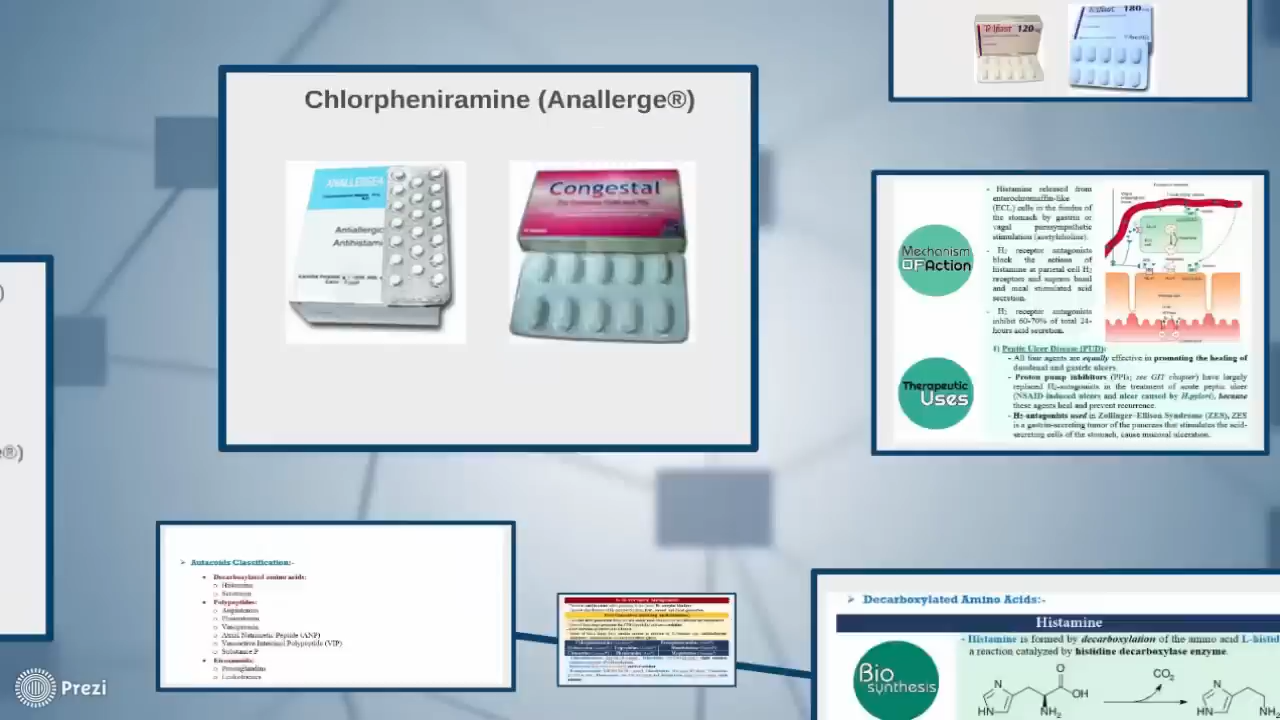 Chlorpheniramine (Anallerge®)
Congestal
Telfast 120
Telfast 180
Mechanism
OF Action
- Histamine released from
enterochromaffin-like
(ECL) cells in the fundus of
the stomach by gastrin or
vagal parasympathetic
stimulation (acetylcholine).
- H₂ receptor antagonists
block the actions of
histamine at parietal cell H₂
receptors and suppress basal
and meal stimulated acid
secretion.
- H₂ receptor antagonists
inhibit 60-70% of total 24-
hours acid secretion.
Therapeutic
Uses
1) Peptic Ulcer Disease (PUD):
- All four agents are equally effective in promoting the healing of
duodenal and gastric ulcers.
- Proton pump inhibitors (PPIs; see GIT chapter) have largely
replaced H₂-antagonists in the treatment of acute peptic ulcer
(NSAID-induced ulcers and ulcer caused by H.pylori), because
these agents heal and prevent recurrence.
- H₂-antagonists used in Zollinger–Ellison Syndrome (ZES), ZES
is a gastrin-secreting tumor of the pancreas that stimulates the acid-
secreting cells of the stomach, cause mucosal ulceration.
®)
➢ Autacoids Classification:-
• Decarboxylated amino acids:
o Histamine
o Serotonin
• Polypeptides:
o Angiotensin
o Vasopressin
o Atrial Natriuretic Peptide (ANP)
o Vasoactive Intestinal Polypeptide (VIP)
o Substance P
• Eicosanoids:
o Prostaglandins
o Leukotrienes
➢ Decarboxylated Amino Acids:-
Histamine
Bio
synthesis
- Histamine is formed by decarboxylation of the amino acid L-histid
a reaction catalyzed by histidine decarboxylase enzyme.
O
CO₂
N
OH
N
HN
NH₂
HN
NH₂
Prezi